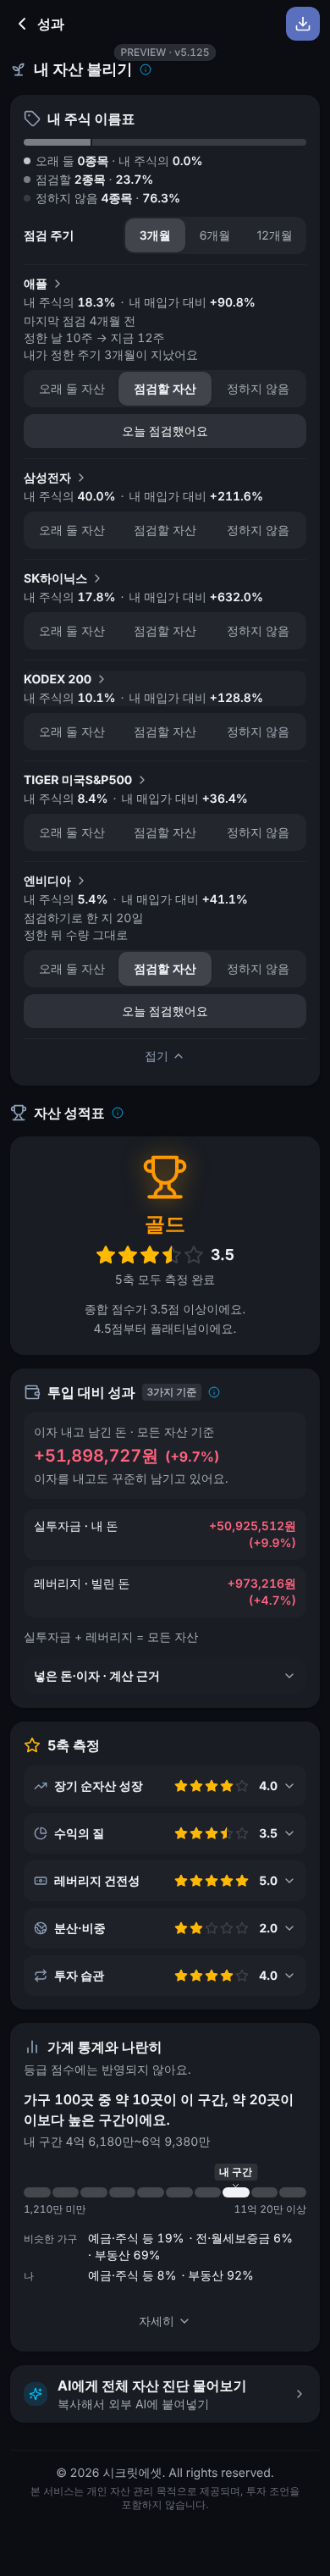 성과
PREVIEW · v5.125
내 자산 불리기
내 주식 이름표
오래 둘 0종목 · 내 주식의 0.0%
점검할 2종목 · 23.7%
정하지 않음 4종목 · 76.3%
점검 주기 3개월 6개월 12개월
애플
내 주식의 18.3% · 내 매입가 대비 +90.8%
마지막 점검 4개월 전
정한 날 10주 → 지금 12주
내가 정한 주기 3개월이 지났어요
오래 둘 자산 점검할 자산 정하지 않음
오늘 점검했어요
삼성전자
내 주식의 40.0% · 내 매입가 대비 +211.6%
오래 둘 자산 점검할 자산 정하지 않음
SK하이닉스
내 주식의 17.8% · 내 매입가 대비 +632.0%
오래 둘 자산 점검할 자산 정하지 않음
KODEX 200
내 주식의 10.1% · 내 매입가 대비 +128.8%
오래 둘 자산 점검할 자산 정하지 않음
TIGER 미국S&P500
내 주식의 8.4% · 내 매입가 대비 +36.4%
오래 둘 자산 점검할 자산 정하지 않음
엔비디아
내 주식의 5.4% · 내 매입가 대비 +41.1%
점검하기로 한 지 20일
정한 뒤 수량 그대로
오래 둘 자산 점검할 자산 정하지 않음
오늘 점검했어요
접기
자산 성적표
골드
3.5
5축 모두 측정 완료
종합 점수가 3.5점 이상이에요.
4.5점부터 플래티넘이에요.
투입 대비 성과 3가지 기준
이자 내고 남긴 돈 · 모든 자산 기준
+51,898,727원 (+9.7%)
이자를 내고도 꾸준히 남기고 있어요.
실투자금 · 내 돈 +50,925,512원
(+9.9%)
레버리지 · 빌린 돈 +973,216원
(+4.7%)
실투자금 + 레버리지 = 모든 자산
넣은 돈·이자 · 계산 근거
5축 측정
장기 순자산 성장 4.0
수익의 질 3.5
레버리지 건전성 5.0
분산·비중 2.0
투자 습관 4.0
가계 통계와 나란히
등급 점수에는 반영되지 않아요.
가구 100곳 중 약 10곳이 이 구간, 약 20곳이
이보다 높은 구간이에요.
내 구간 4억 6,180만~6억 9,380만
내 구간
1,210만 미만 11억 20만 이상
비슷한 가구 예금·주식 등 19% · 전·월세보증금 6%
· 부동산 69%
나 예금·주식 등 8% · 부동산 92%
자세히
AI에게 전체 자산 진단 물어보기
복사해서 외부 AI에 붙여넣기
© 2026 시크릿에셋. All rights reserved.
본 서비스는 개인 자산 관리 목적으로 제공되며, 투자 조언을
포함하지 않습니다.